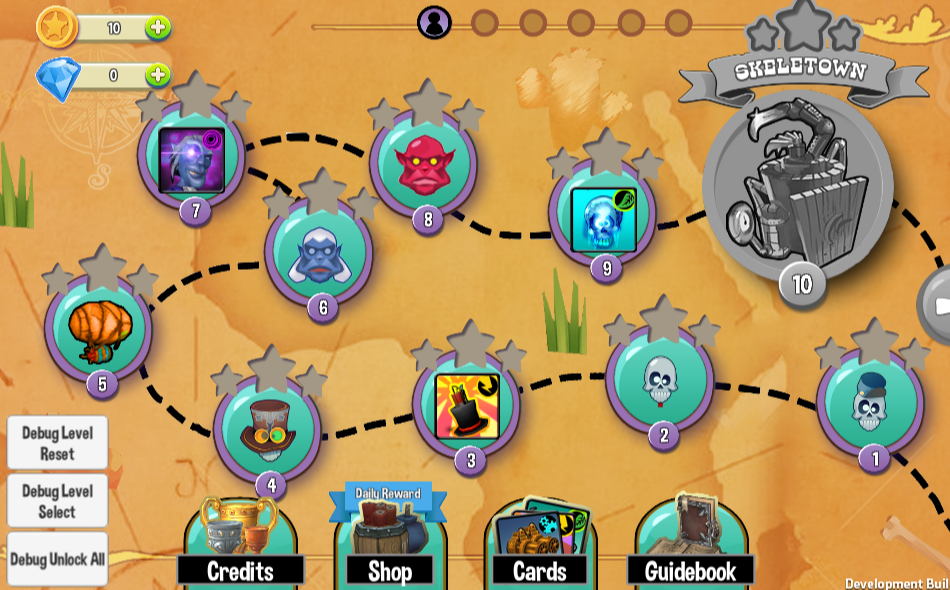 10
0
SKELETOWN
7
8
9
10
6
5
4
3
2
1
Debug Level
Reset
Debug Level
Select
Debug Unlock All
Daily Reward
Credits
Shop
Cards
Guidebook
Development Buil